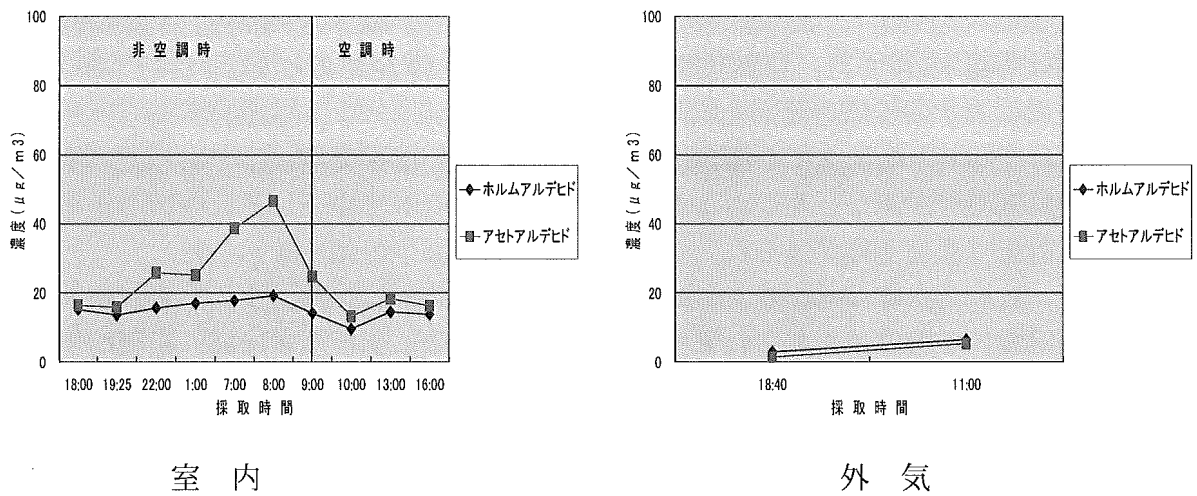 100
80
60
40
20
0
濃度(μg/m3)
非空調時
空調時
18:00 19:25 22:00 1:00 7:00 8:00 9:00 10:00 13:00 16:00
採取時間
ホルムアルデヒド
アセトアルデヒド
室内
100
80
60
40
20
0
濃度(μg/m3)
18:40 11:00
採取時間
ホルムアルデヒド
アセトアルデヒド
外気